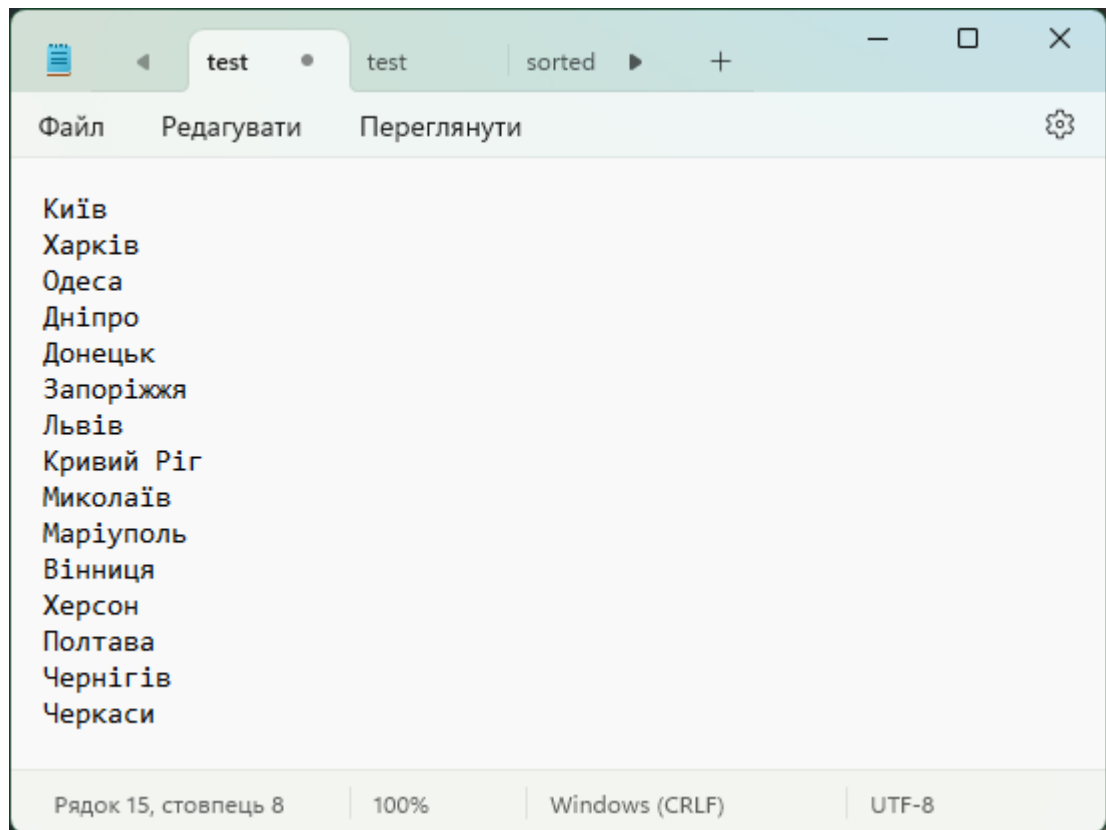 test test sorted
Файл Редагувати Переглянути
Київ
Харків
Одеса
Дніпро
Донецьк
Запоріжжя
Львів
Кривий Ріг
Миколаїв
Маріуполь
Вінниця
Херсон
Полтава
Чернігів
Черкаси
Рядок 15, стовпець 8 100% Windows (CRLF) UTF-8